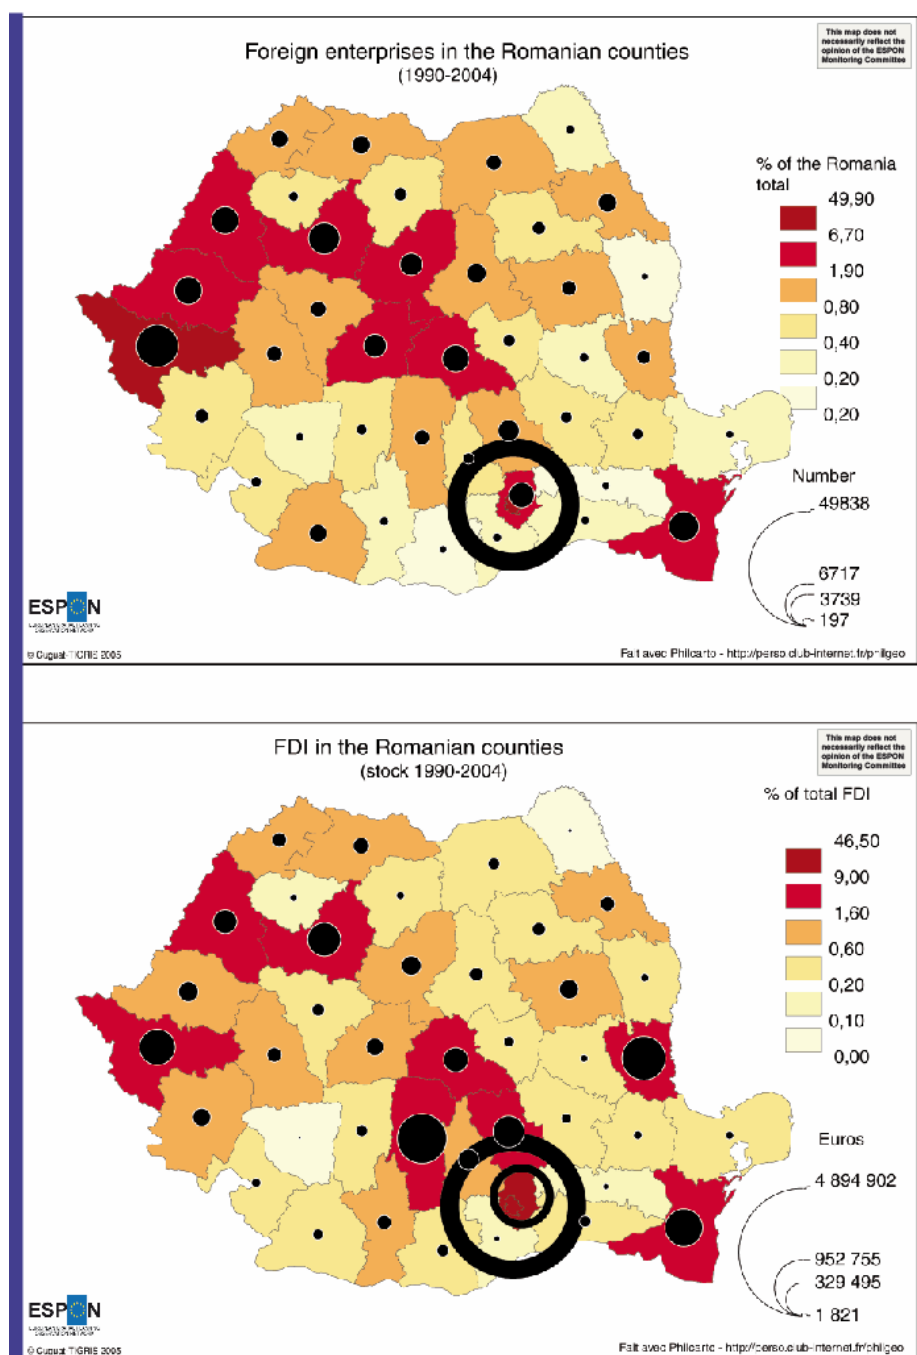 Foreign enterprises in the Romanian counties
(1990-2004)
This map does not
necessarily reflect the
opinion of the ESPON
Monitoring Committee
% of the Romania
total
49,90
6,70
1,90
0,80
0,40
0,20
0,20
Number
49838
6717
3739
197
ESPON
© Cuguat-TIGRIS 2005
Fait avec Philcarto - http://perso.club-internet.fr/philgeo
FDI in the Romanian counties
(stock 1990-2004)
This map does not
necessarily reflect the
opinion of the ESPON
Monitoring Committee
% of total FDI
46,50
9,00
1,60
0,60
0,20
0,10
0,00
Euros
4 894 902
952 755
329 495
1 821
ESPON
© Cuguat-TIGRIS 2005
Fait avec Philcarto - http://perso.club-internet.fr/philgeo